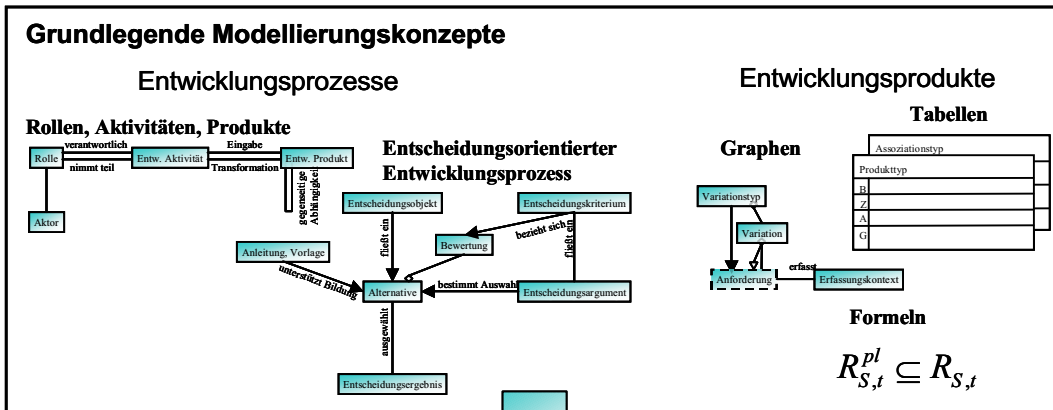 Grundlegende Modellierungskonzepte
Entwicklungsprozesse
Rollen, Aktivitäten, Produkte
verantwortlich
Eingabe
Rolle
Entw. Aktivität
Entw. Produkt
nimmt teil
Transformation
gegenseitige
Abhängigkeit
Aktor
Entscheidungsorientierter
Entwicklungsprozess
Entscheidungsobjekt
Entscheidungskriterium
fließt ein
bezieht sich
fließt ein
Bewertung
Anleitung, Vorlage
unterstützt Bildung
Alternative
bestimmt Auswahl
Entscheidungsargument
ausgewählt
Entscheidungsergebnis
Entwicklungsprodukte
Tabellen
Graphen
Assoziationstyp
Produkttyp
B
Z
A
G
Variationstyp
Variation
Anforderung
erfasst
Erfassungskontext
Formeln
R^{pl}_{S,t} ⊆ R_{S,t}